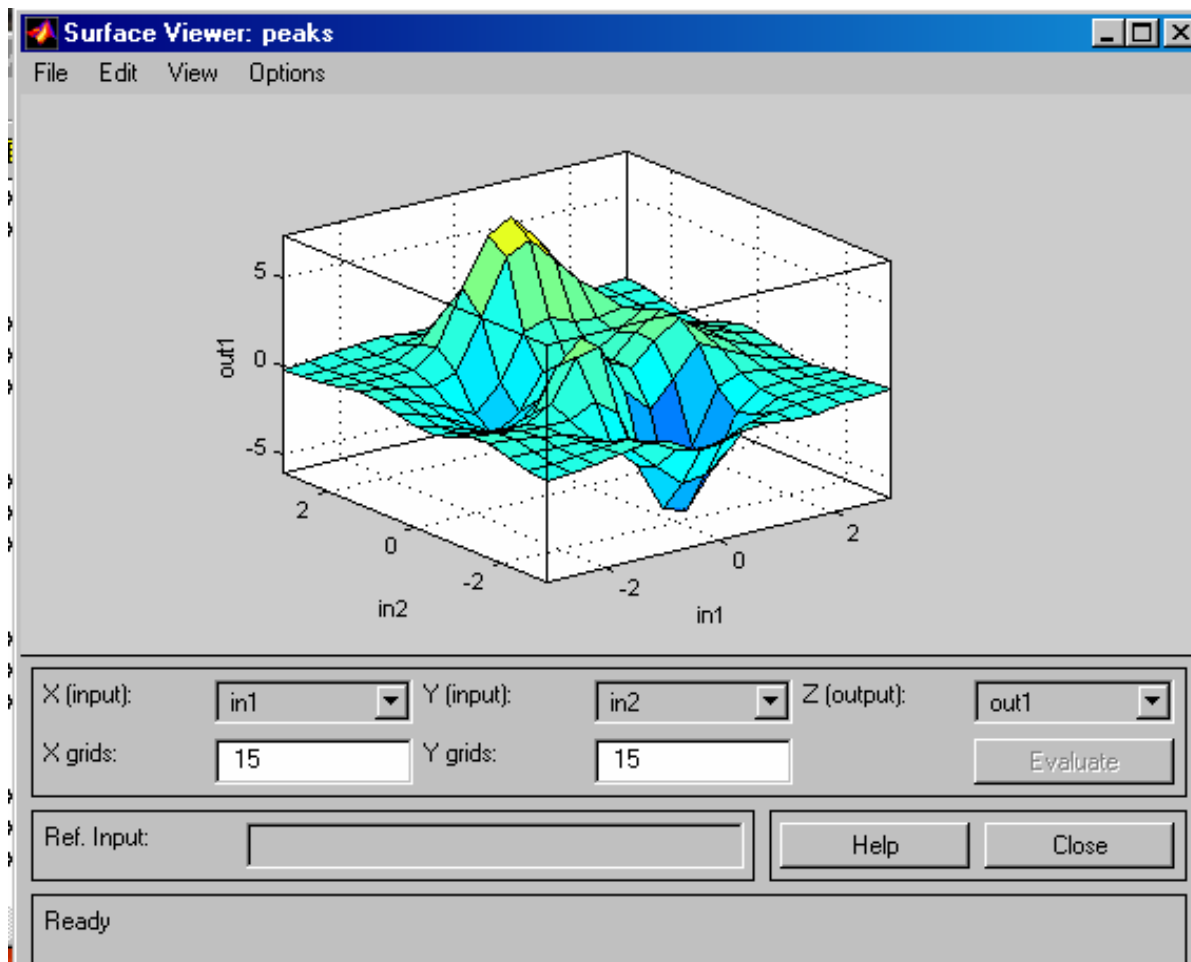 Surface Viewer: peaks
File Edit View Options
5
0
-5
out1
2
0
-2
in2
-2
0
2
in1
X (input): in1 Y (input): in2 Z (output): out1
X grids: 15 Y grids: 15 Evaluate
Ref. Input: Help Close
Ready